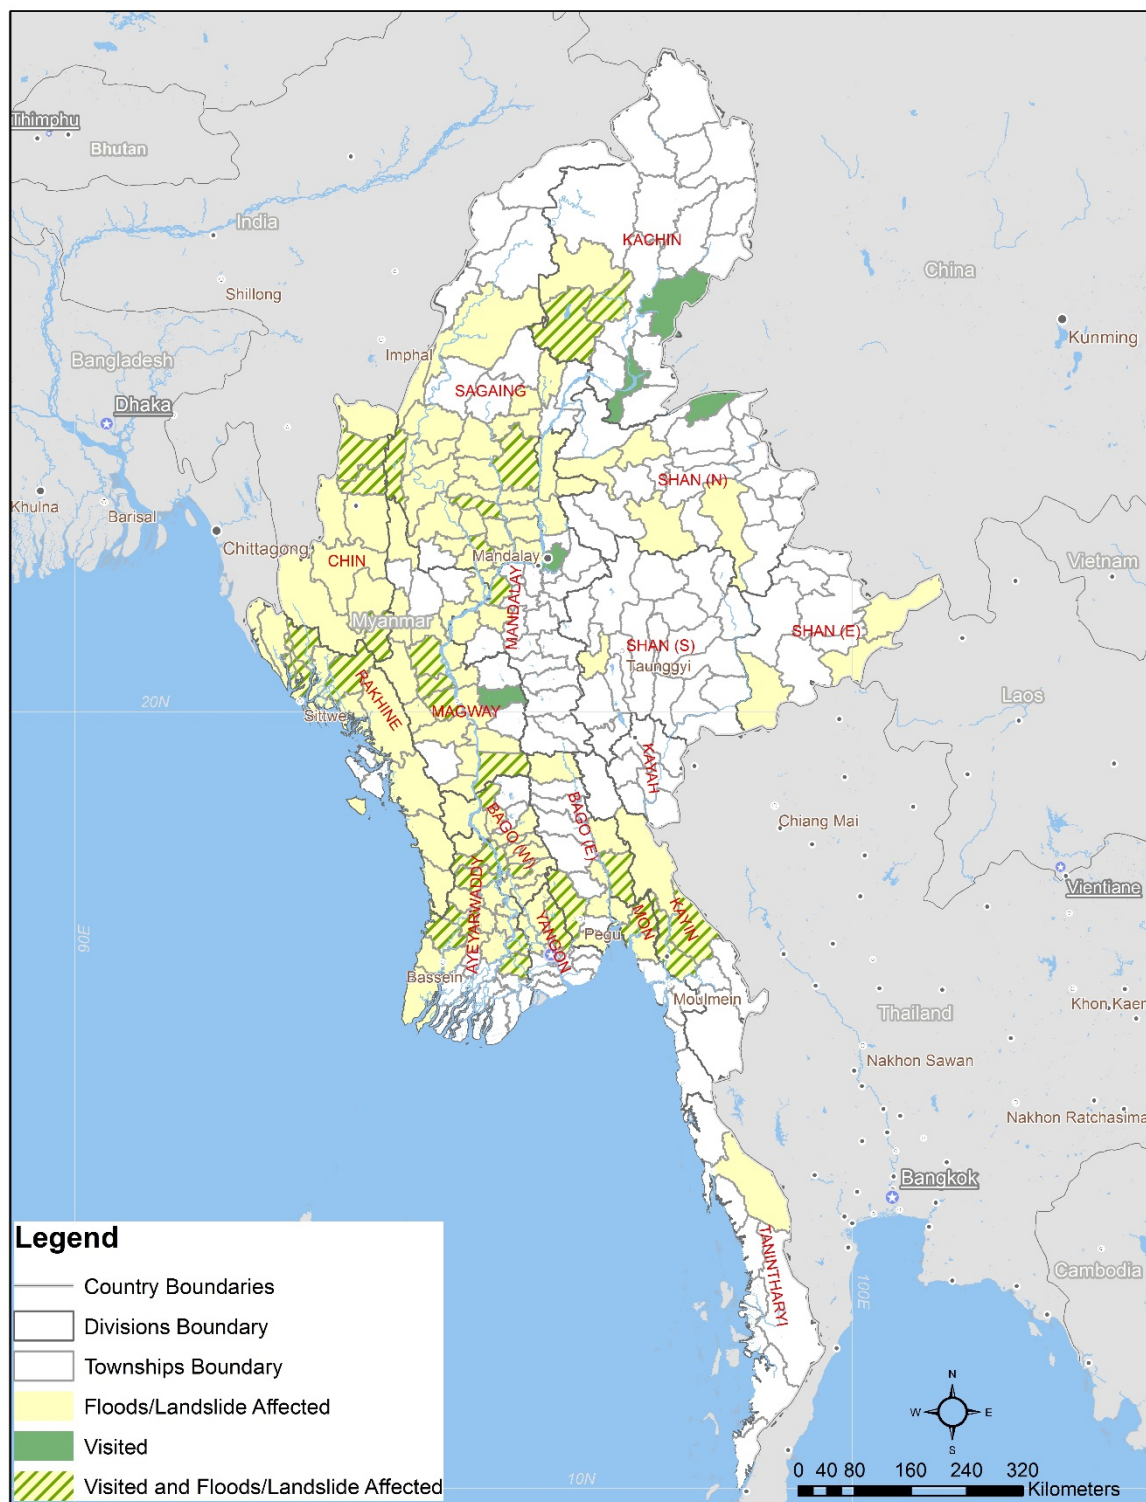 Thimphu
Bhutan
India
KACHIN
China
Shillong
Kunming
Imphal
Bangladesh
SAGAING
Dhaka
SHAN (N)
Khulna
Barisal
Chittagong
Mandalay
CHIN
Vietnam
MANDALAY
Myanmar
SHAN (E)
SHAN (S)
Taunggyi
RAKHINE
Laos
20N
Sittwe
MAGWAY
KAYAH
Chiang Mai
BAGO (W)
BAGO (E)
Vientiane
AYEYARWADDY
YANGON
MON
KAYIN
90E
Pegu
Bassein
Moulmein
Khon Kaen
Thailand
Nakhon Sawan
Nakhon Ratchasima
Bangkok
TANINTHARYI
Cambodia
100E
Legend
Country Boundaries
Divisions Boundary
Townships Boundary
Floods/Landslide Affected
Visited
Visited and Floods/Landslide Affected
N
W E
S
10N
0 40 80 160 240 320
Kilometers